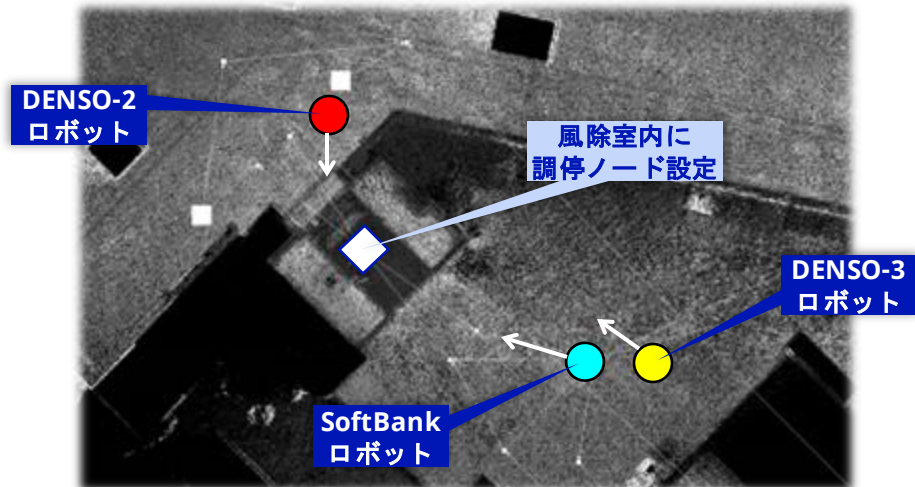 DENSO-2
ロボット
風除室内に
調停ノード設定
DENSO-3
ロボット
SoftBank
ロボット